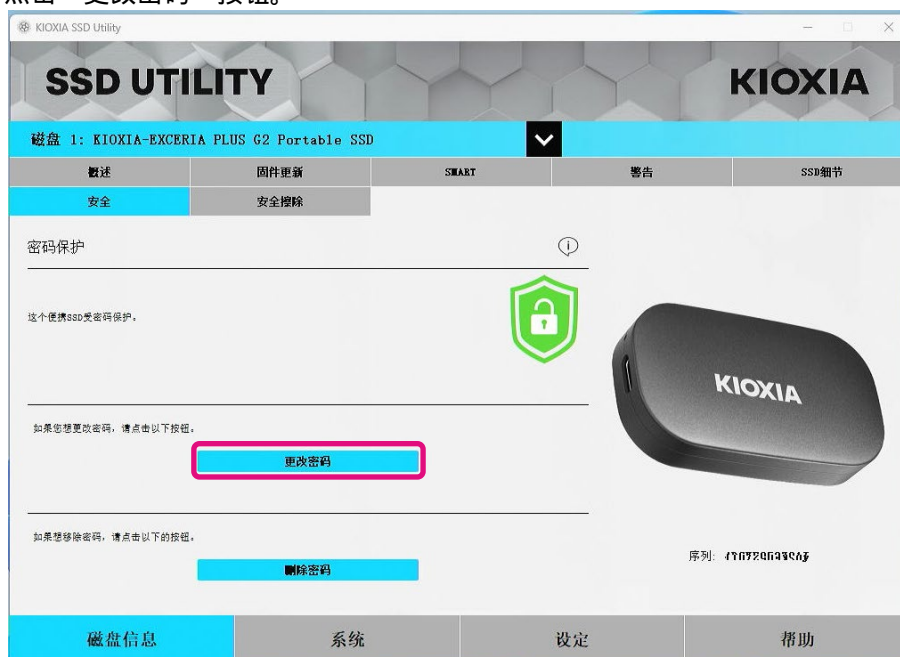 点击“更改密码”按钮。
KIOXIA SSD Utility
SSD UTILITY
KIOXIA
磁盘 1: KIOXIA-EXCERIA PLUS G2 Portable SSD
概述 固件更新 SMART 警告 SSD细节
安全 安全擦除
密码保护
这个便携SSD受密码保护。
KIOXIA
如果您想更改密码，请点击以下按钮。
更改密码
如果想移除密码，请点击以下的按钮。
序列:
删除密码
磁盘信息 系统 设定 帮助